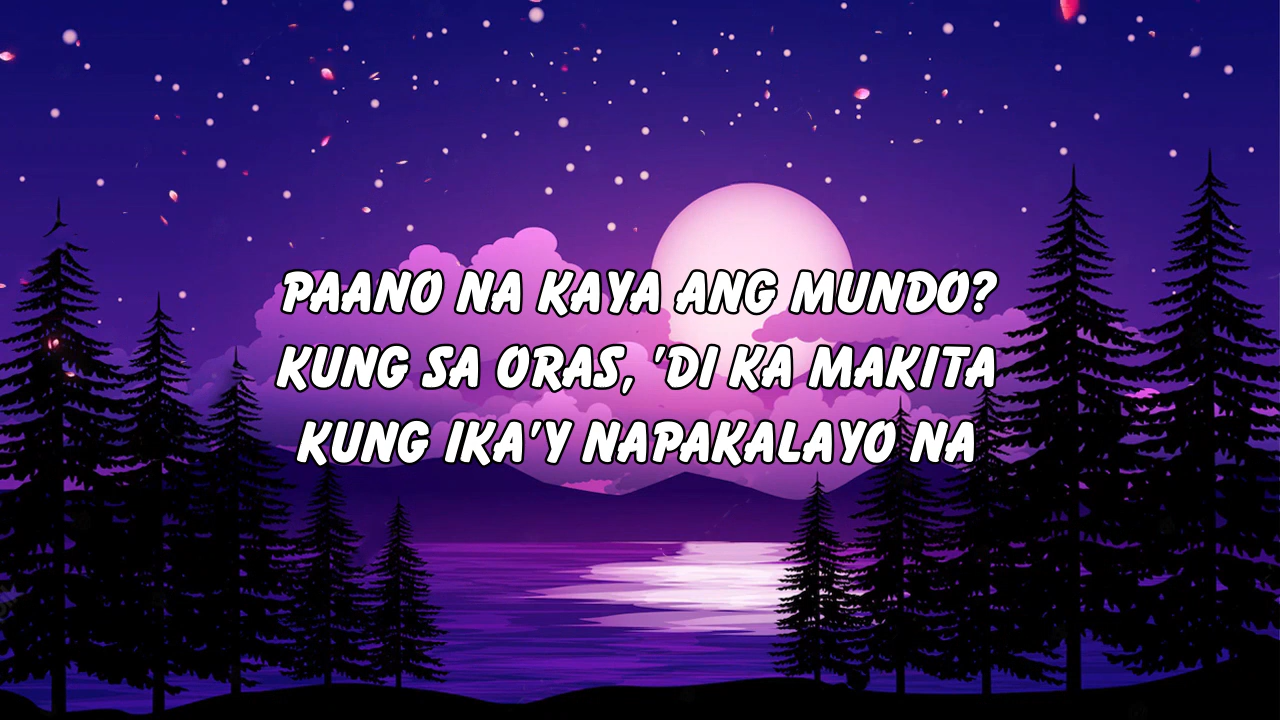 PAANO NA KAYA ANG MUNDO?
KUNG SA ORAS, 'DI KA MAKITA
KUNG IKA'Y NAPAKALAYO NA